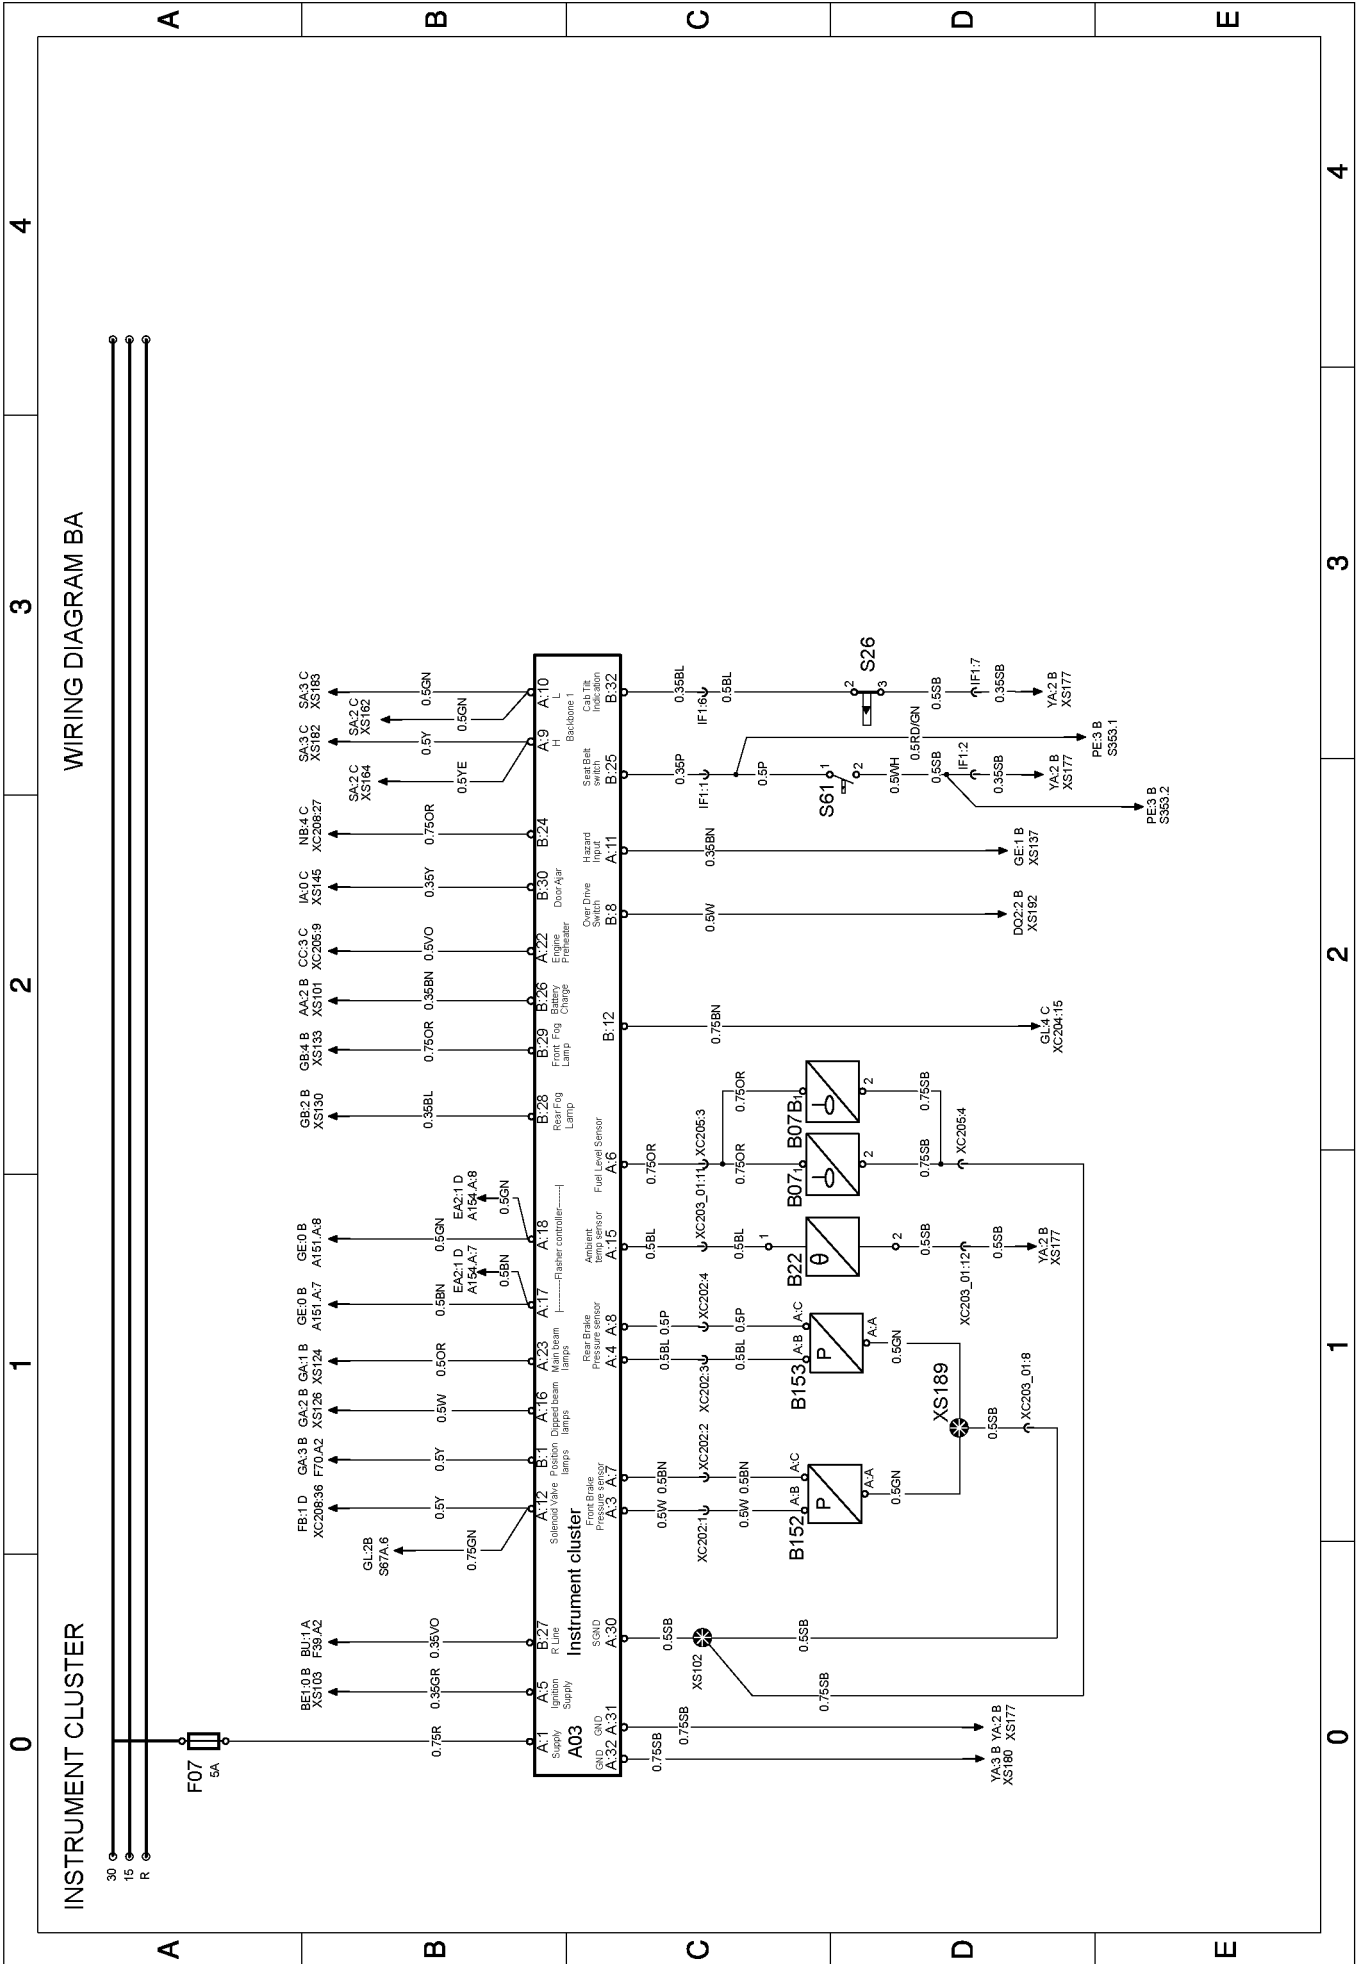 INSTRUMENT CLUSTER
WIRING DIAGRAM BA
0
1
2
3
4
A
B
C
D
E
30
15
R
F07
5A
BE1:0 B
XS103
BU:1 A
F39.A2
GL:2B
S67A.6
FB:1 D
XC208:36
GA:3 B
F70.A2
GA:2 B
XS126
GA:1 B
XS124
GE:0 B
A151.A:7
EA2:1 D
A154.A:7
GE:0 B
A151.A:8
EA2:1 D
A154.A:8
GB:2 B
XS130
GB:4 B
XS133
AA:2 B
XS101
CC:3 C
XC205:9
IA:0 C
XS145
NB:4 C
XC208:27
SA:2 C
XS164
SA:3 C
XS182
SA:2 C
XS162
SA:3 C
XS183
0.75R
0.35GR
0.35VO
0.75GN
0.5Y
0.5Y
0.5W
0.5OR
0.5BN
0.5BN
0.5GN
0.5GN
0.35BL
0.75OR
0.35BN
0.5VO
0.35Y
0.75OR
0.5YE
0.5Y
0.5GN
0.5GN
A:1
Supply
A:5
Ignition
Supply
B:27
R Line
A:12
Solenoid Valve
B:1
Position
lamps
A:16
Dipped beam
lamps
A:23
Main beam
lamps
A:17
|----------Flasher controller-------|
A:18
B:28
Rear Fog
Lamp
B:29
Front Fog
Lamp
B:26
Battery
Charge
A:22
Engine
Preheater
B:30
Door Ajar
B:24
A:9
H
Backbone 1
A:10
L
A03
Instrument cluster
GND
A:32
GND
A:31
SGND
A:30
Front Brake
Pressure sensor
A:3
A:7
Rear Brake
Pressure sensor
A:4
A:8
Ambient
temp sensor
A:15
Fuel Level Sensor
A:6
B:12
Over Drive
Switch
B:8
Hazard
Input
A:11
Seat Belt
switch
B:25
Cab Tilt
Indication
B:32
0.75SB
0.75SB
0.5SB
XS102
0.5SB
0.75SB
0.5W
0.5BN
XC202:1
XC202:2
0.5W
0.5BN
0.5BL
0.5P
XC202:3
XC202:4
0.5BL
0.5P
0.5BL
XC203_01:11
0.5BL
0.75OR
XC205:3
0.75OR
0.75OR
0.75BN
0.5W
0.35BN
0.35P
IF1:1
0.5P
0.35BL
IF1:6
0.5BL
B152
A:B
A:C
P
A:A
0.5GN
B153
A:B
A:C
P
A:A
0.5GN
XS189
0.5SB
XC203_01:8
B22
1
θ
2
0.5SB
XC203_01:12
0.5SB
B07
1
2
0.75SB
XC205:4
B07B
1
2
0.75SB
S61
1
2
0.5WH
0.5RD/GN
0.5SB
IF1:2
0.35SB
S26
2
3
0.5SB
IF1:7
0.35SB
YA:3 B
XS180
YA:2 B
XS177
YA:2 B
XS177
GL:4 C
XC204:15
DQ2:2 B
XS192
GE:1 B
XS137
YA:2 B
XS177
YA:2 B
XS177
PE:3 B
S353.1
PE:3 B
S353.2
A
B
C
D
E
0
1
2
3
4